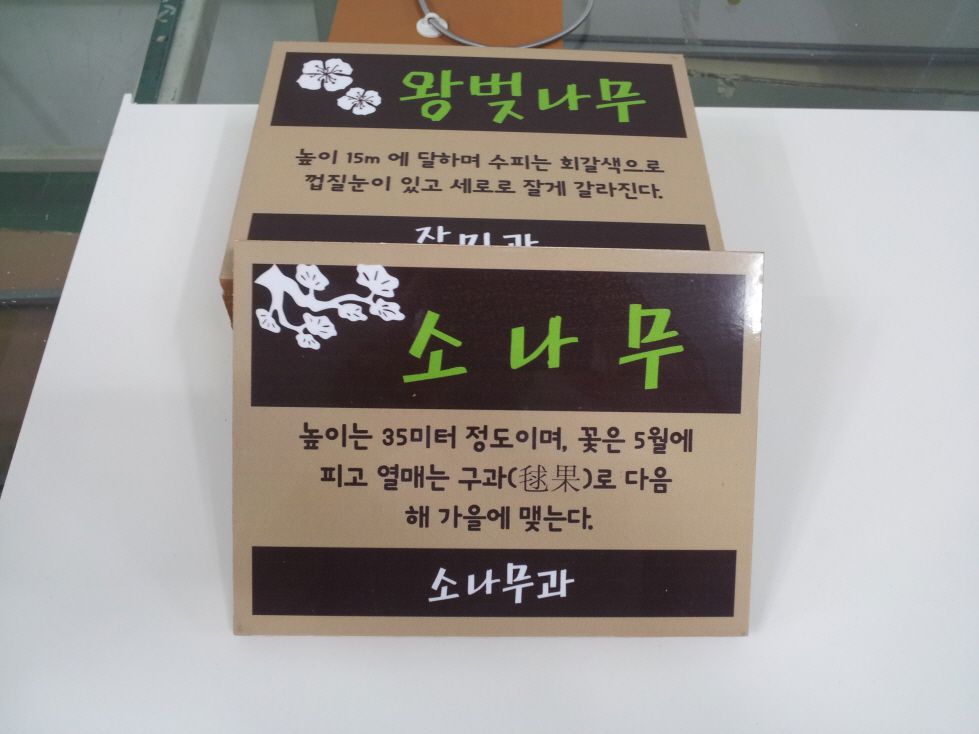 왕벚나무
높이 15m 에 달하며 수피는 회갈색으로
껍질눈이 있고 세로로 잘게 갈라진다.
장미과
소 나 무
높이는 35미터 정도이며, 꽃은 5월에
피고 열매는 구과(毬果)로 다음
해 가을에 맺는다.
소나무과